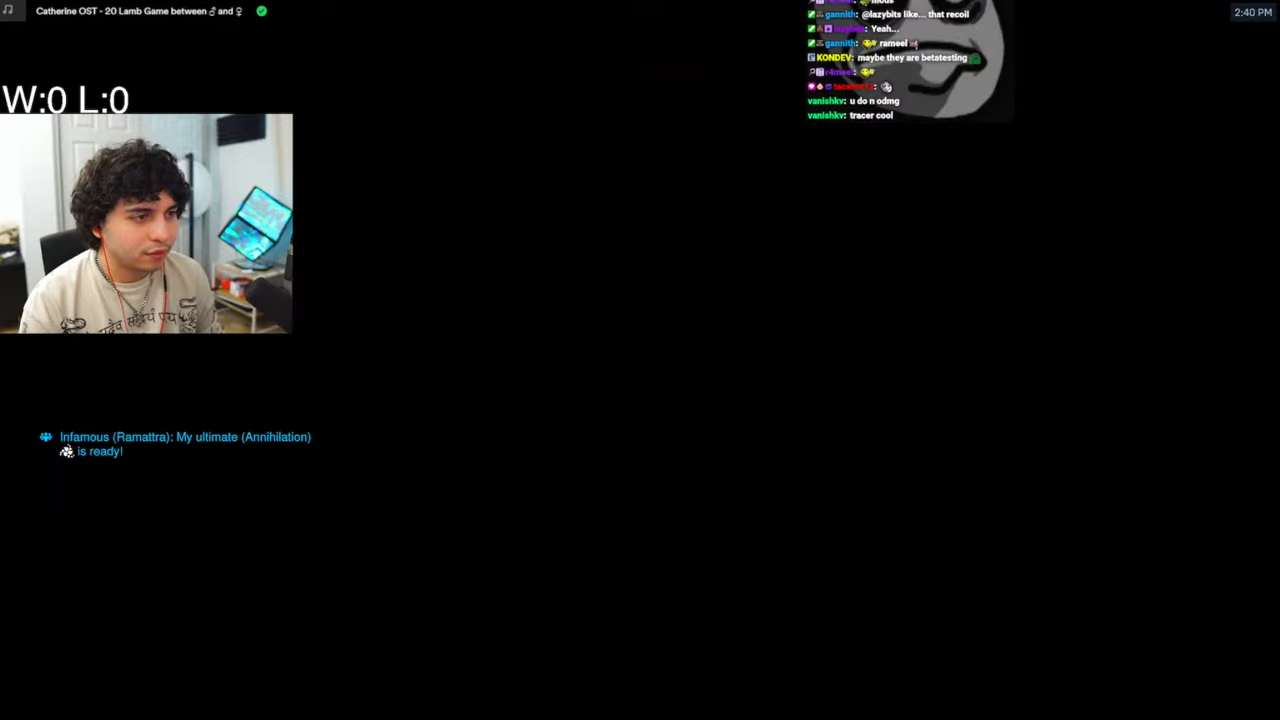 Catherine OST - 20 Lamb Game between ♂ and ♀
2:40 PM
mods
gannith: @lazybits like... that recoil
Yeah...
gannith: rameel
KONDEV: maybe they are betatesting
r4meel:
vanishkv: u do n odmg
vanishkv: tracer cool
W:0 L:0
Infamous (Ramattra): My ultimate (Annihilation)
is ready!